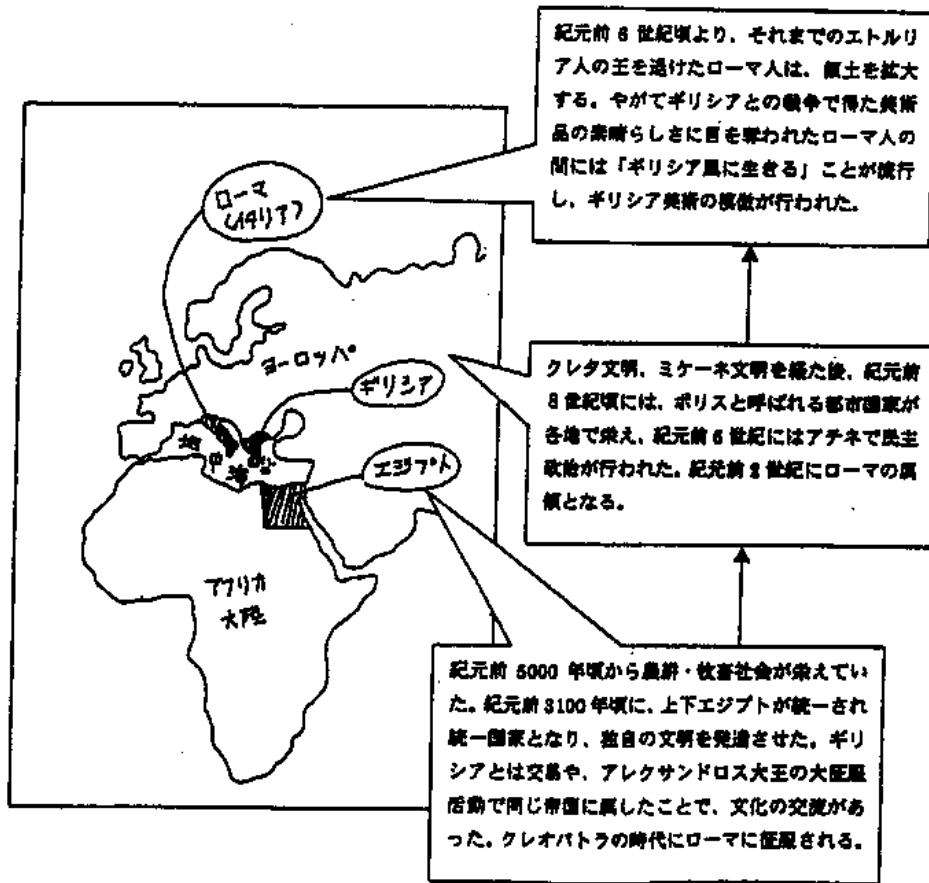 紀元前6世紀頃より、それまでのエトルリ
ア人の王を退けたローマ人は、領土を拡大
する。やがてギリシアとの戦争で得た美術
品の素晴らしさに目を奪われたローマ人の
間には「ギリシア風に生きる」ことが流行
し、ギリシア美術の模倣が行われた。
ローマ
(イタリア)
ヨーロッパ
ギリシア
地中海
エジプト
アフリカ
大陸
クレタ文明、ミケーネ文明を経た後、紀元前
8世紀頃には、ポリスと呼ばれる都市国家が
各地で栄え、紀元前6世紀にはアテネで民主
政治が行われた。紀元前2世紀にローマの属
領となる。
紀元前5000年頃から農耕・牧畜社会が栄えてい
た。紀元前3100年頃に、上下エジプトが統一され
統一国家となり、独自の文明を発達させた。ギリ
シアとは交易や、アレクサンドロス大王の大征服
活動で同じ帝国に属したことで、文化の交流があ
った。クレオパトラの時代にローマに征服される。